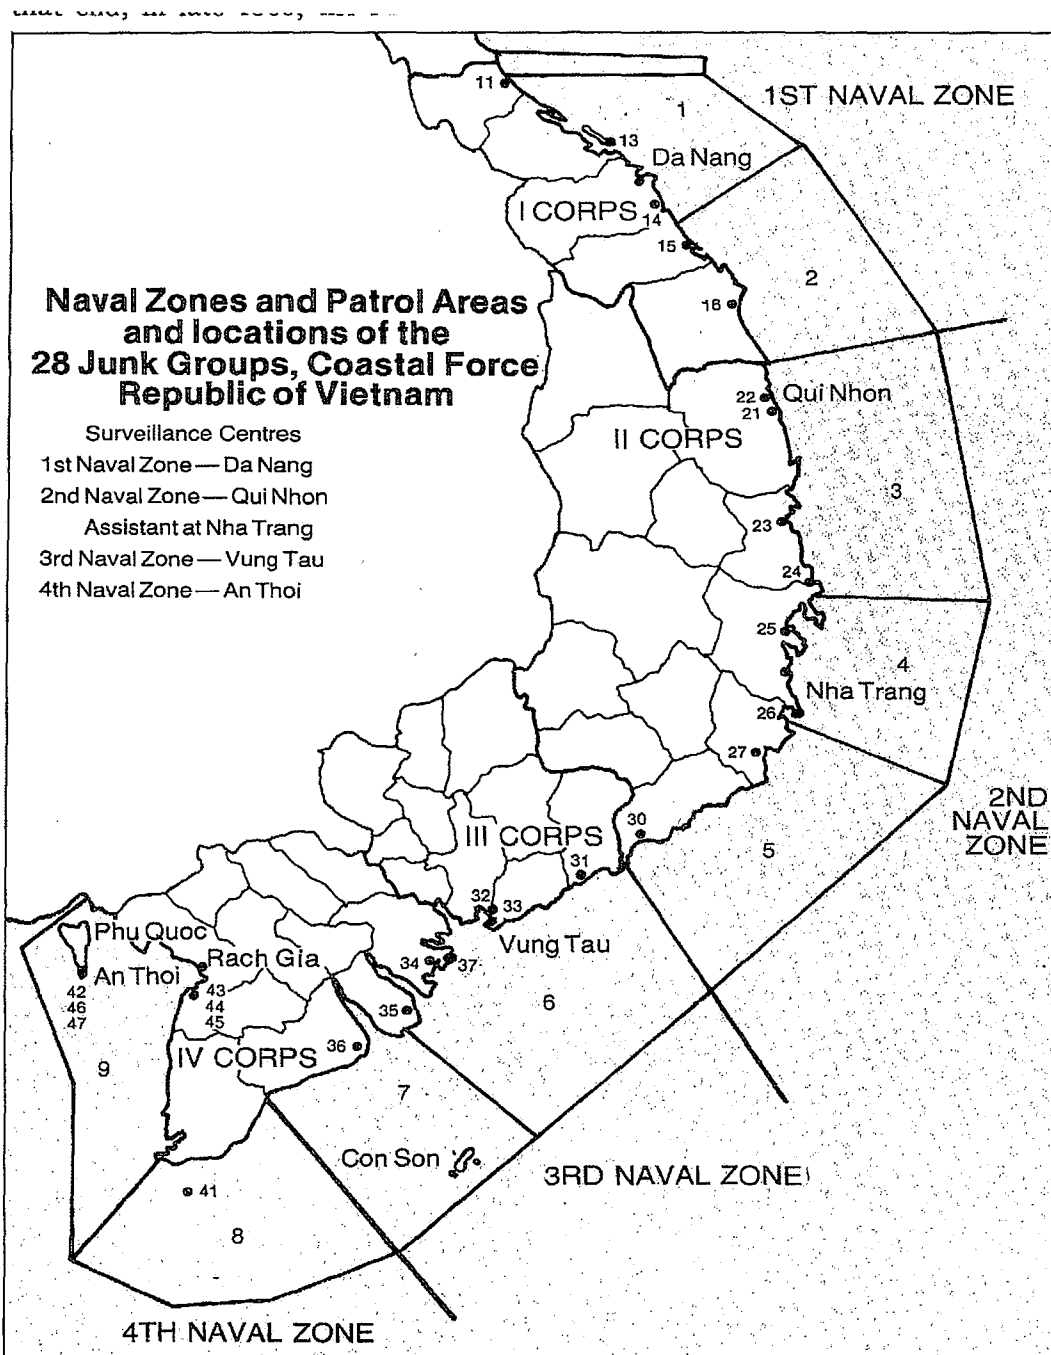 1ST NAVAL ZONE
11
1
13
Da Nang
I CORPS
14
15
2
16
Naval Zones and Patrol Areas
and locations of the
28 Junk Groups, Coastal Force
Republic of Vietnam
Surveillance Centres
1st Naval Zone — Da Nang
2nd Naval Zone — Qui Nhon
Assistant at Nha Trang
3rd Naval Zone — Vung Tau
4th Naval Zone — An Thoi
22
Qui Nhon
21
II CORPS
3
23
24
25
4
Nha Trang
26
27
2ND
NAVAL
ZONE
30
III CORPS
5
31
32
33
Vung Tau
Phu Quoc
Rach Gia
34
37
An Thoi
42
46
47
43
44
45
35
6
36
IV CORPS
9
7
Con Son
3RD NAVAL ZONE
41
8
4TH NAVAL ZONE